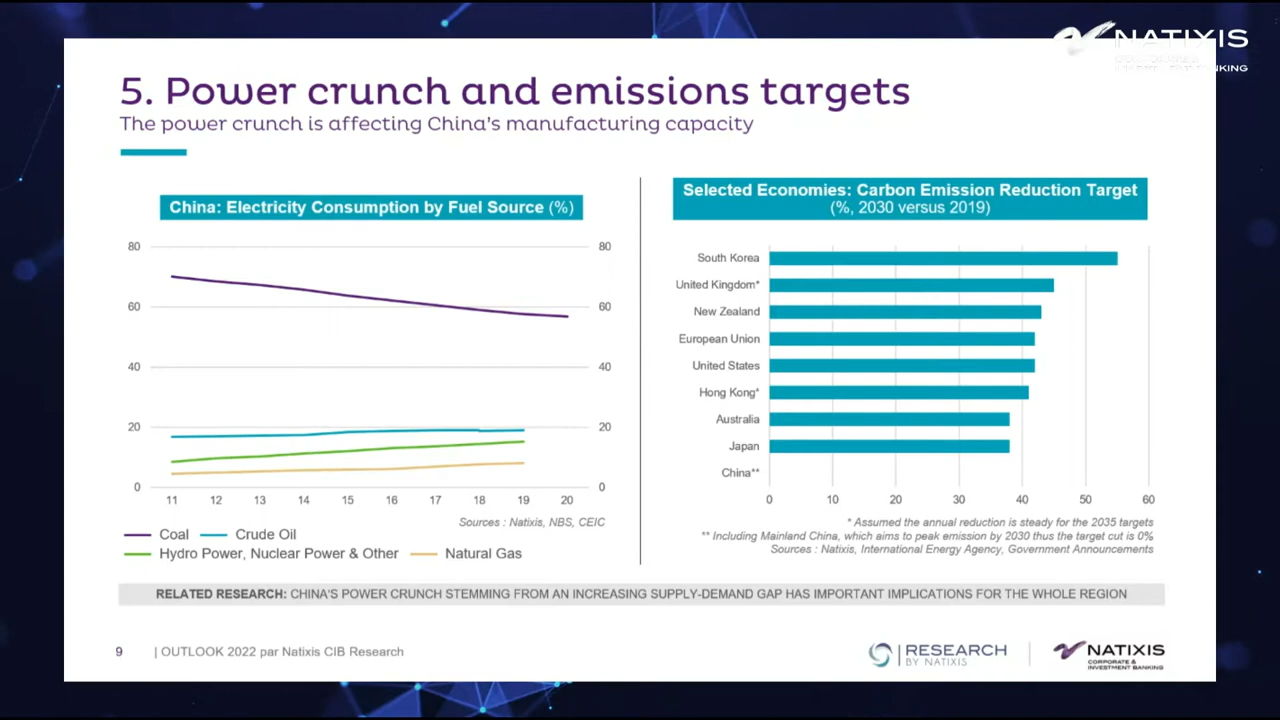 NATIXIS
5. Power crunch and emissions targets
The power crunch is affecting China's manufacturing capacity
China: Electricity Consumption by Fuel Source (%)
80
80
60
60
40
40
20
20
0
0
11 12 13 14 15 16 17 18 19 20
Sources : Natixis, NBS, CEIC
Coal
Crude Oil
Hydro Power, Nuclear Power & Other
Natural Gas
Selected Economies: Carbon Emission Reduction Target
(%, 2030 versus 2019)
South Korea
United Kingdom*
New Zealand
European Union
United States
Hong Kong*
Australia
Japan
China**
0 10 20 30 40 50 60
* Assumed the annual reduction is steady for the 2035 targets
** Including Mainland China, which aims to peak emission by 2030 thus the target cut is 0%
Sources : Natixis, International Energy Agency, Government Announcements
RELATED RESEARCH: CHINA'S POWER CRUNCH STEMMING FROM AN INCREASING SUPPLY-DEMAND GAP HAS IMPORTANT IMPLICATIONS FOR THE WHOLE REGION
9
| OUTLOOK 2022 par Natixis CIB Research
RESEARCH
BY NATIXIS
NATIXIS
CORPORATE &
INVESTMENT BANKING